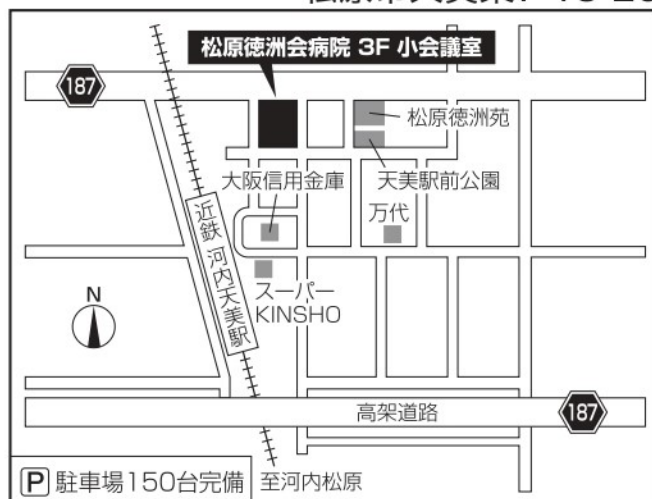 松原徳洲会病院 3F 小会議室
187
松原徳洲苑
大阪信用金庫
天美駅前公園
万代
近鉄 河内天美駅
スーパー
KINSHO
N
高架道路
187
P 駐車場150台完備
至河内松原